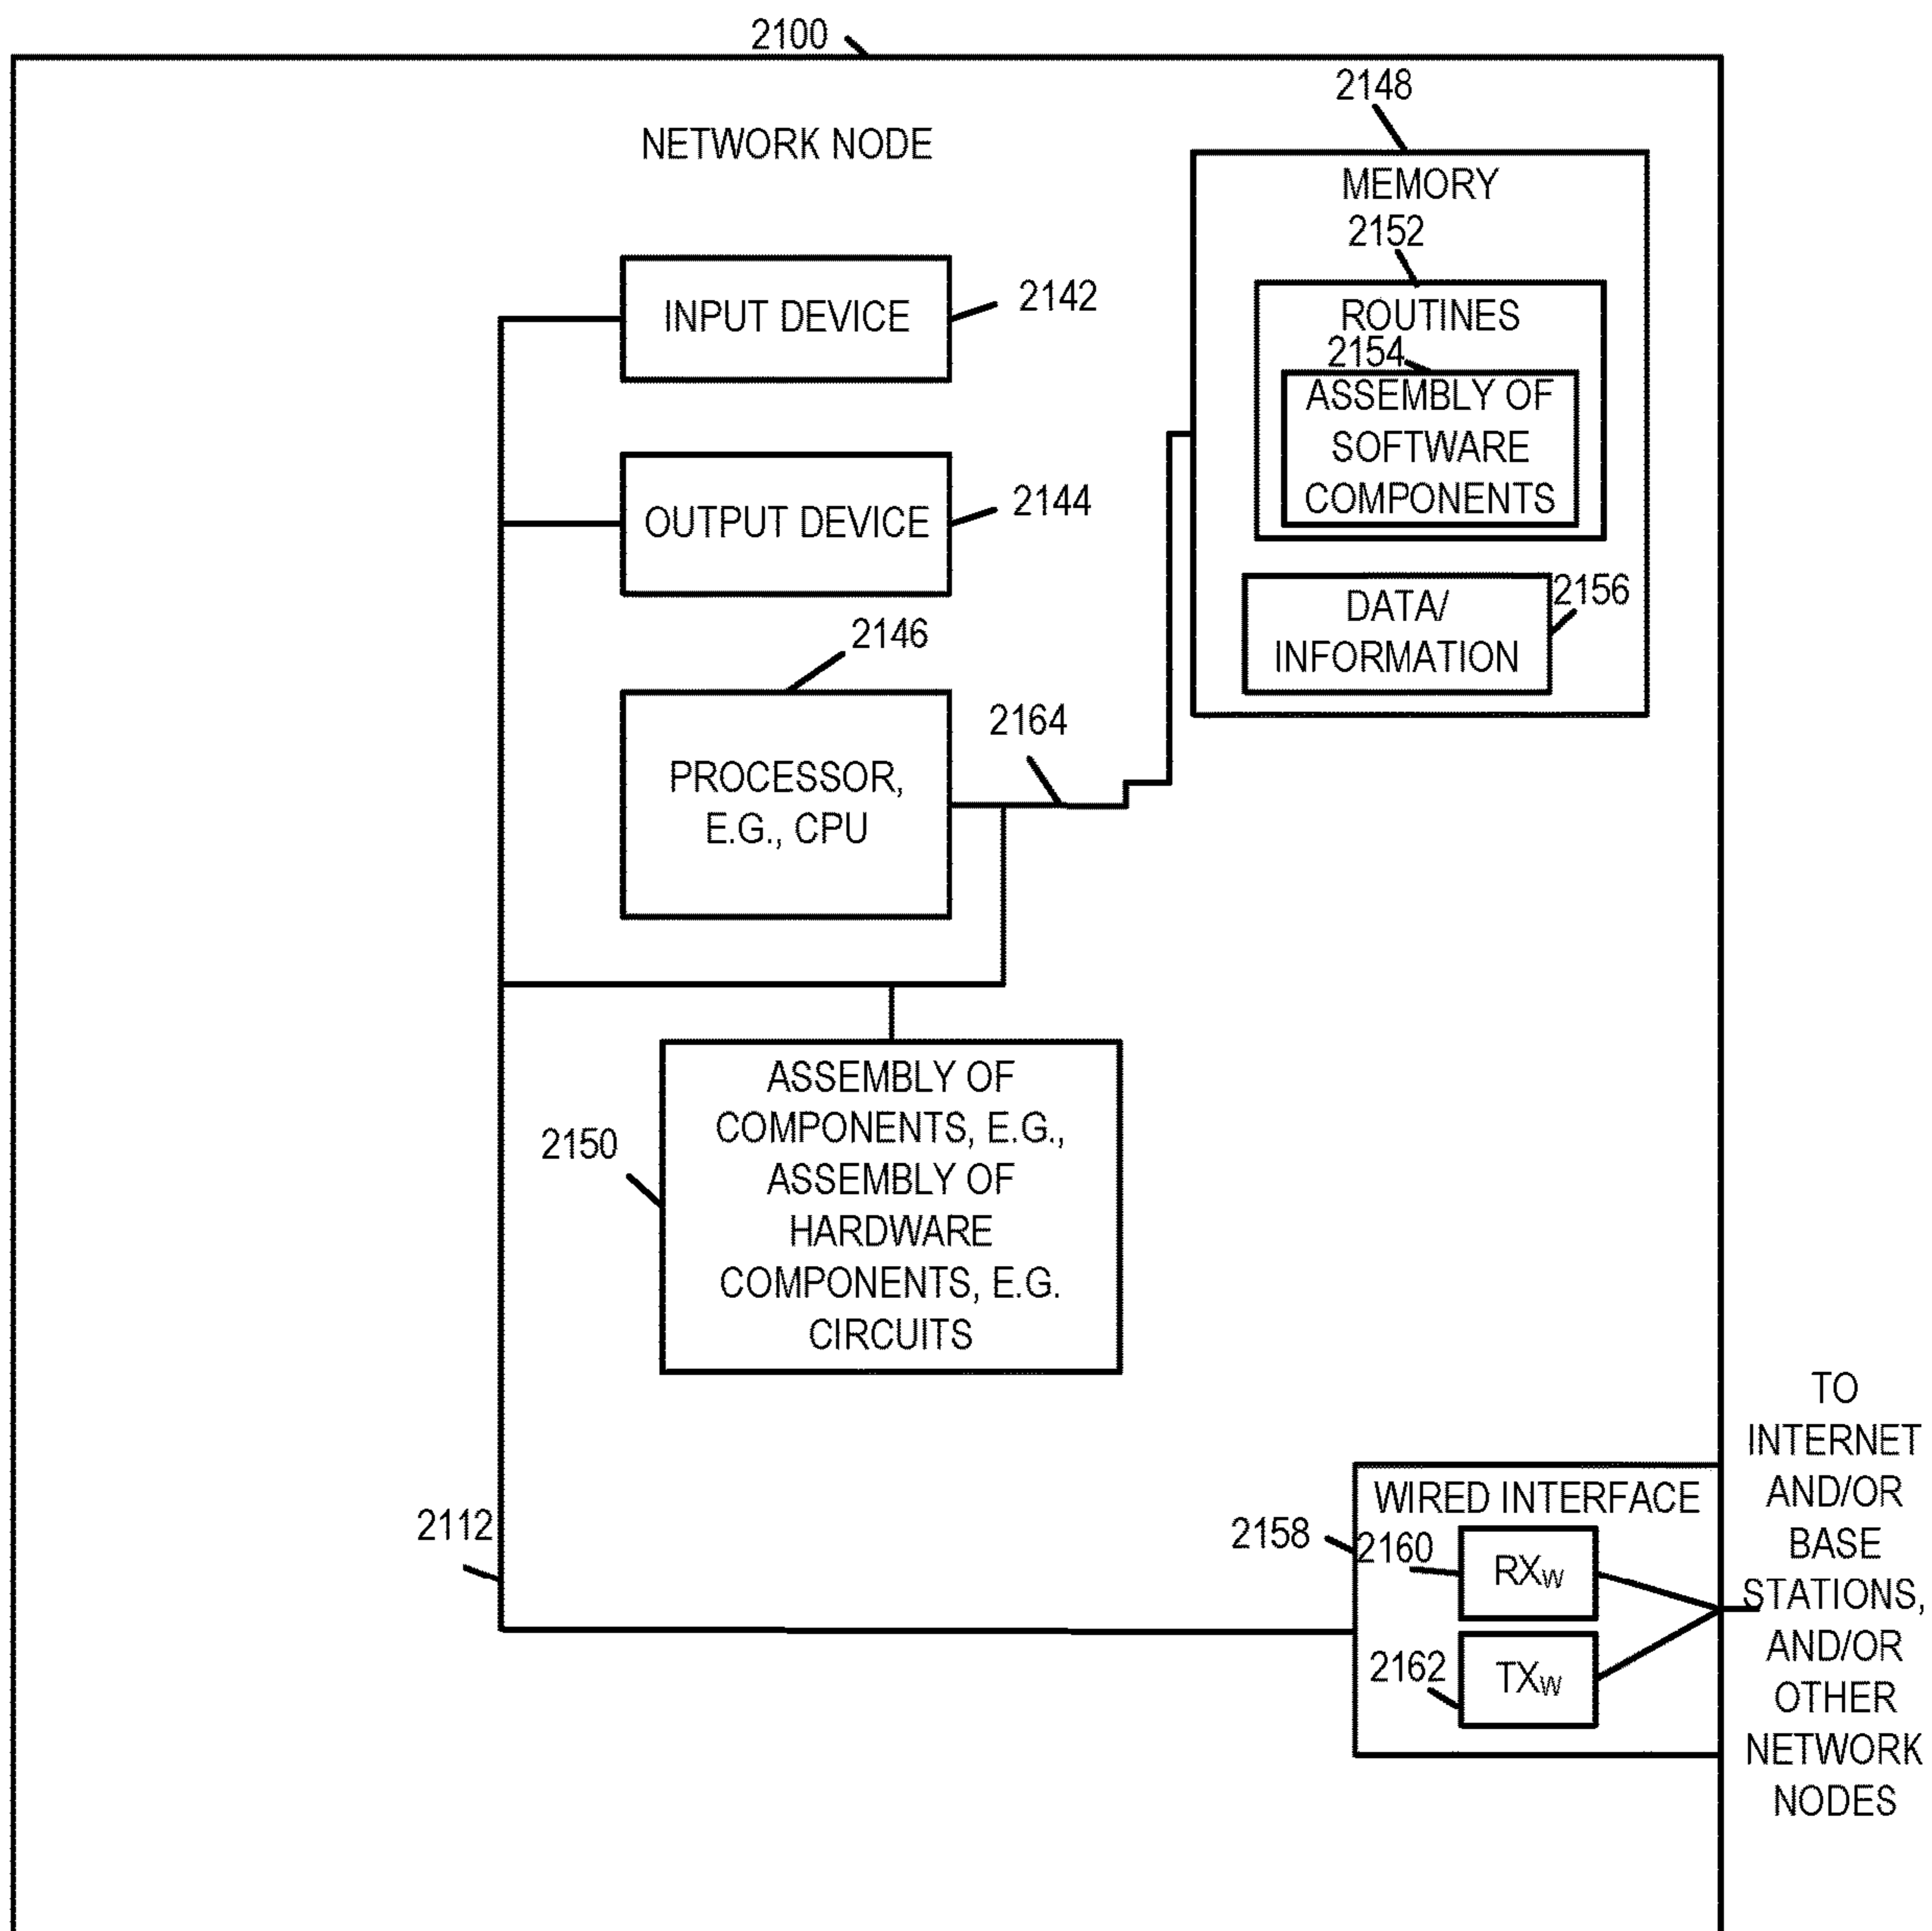 2100
NETWORK NODE
2148
MEMORY
2152
ROUTINES
2154
ASSEMBLY OF
SOFTWARE
COMPONENTS
DATA/
INFORMATION
2156
INPUT DEVICE
2142
OUTPUT DEVICE
2144
2146
PROCESSOR,
E.G., CPU
2164
ASSEMBLY OF
COMPONENTS, E.G.,
ASSEMBLY OF
HARDWARE
COMPONENTS, E.G.
CIRCUITS
2150
2112
WIRED INTERFACE
2158
2160
RXW
2162
TXW
TO
INTERNET
AND/OR
BASE
STATIONS,
AND/OR
OTHER
NETWORK
NODES